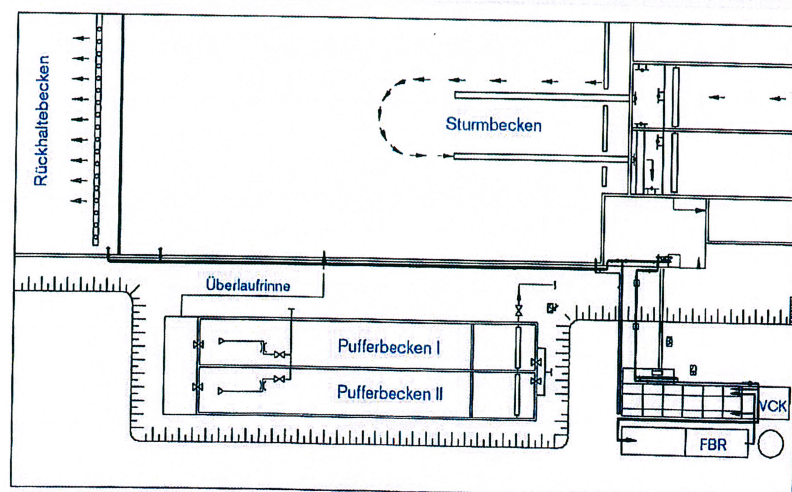 Rückhaltebecken
Sturmbecken
Überlaufrinne
Pufferbecken I
Pufferbecken II
VCK
FBR